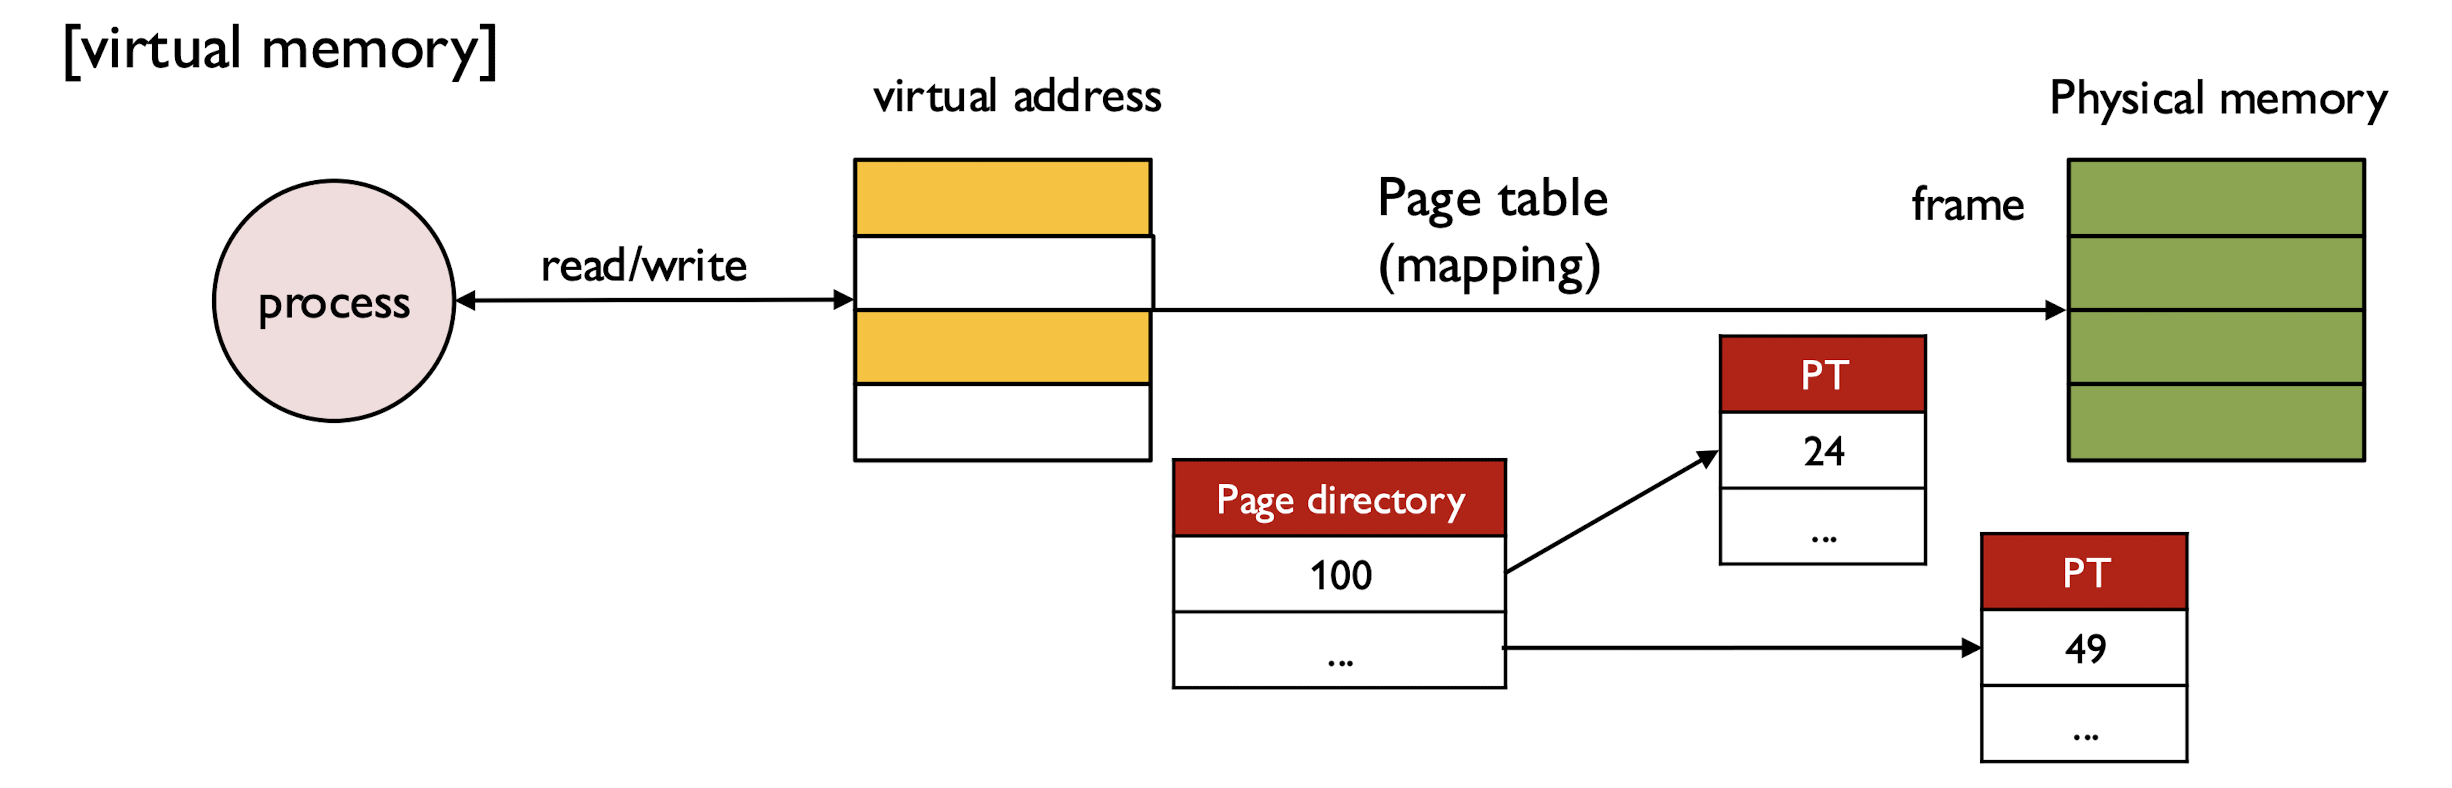 [virtual memory]
virtual address
Physical memory
process
read/write
Page table
(mapping)
frame
Page directory
100
...
PT
24
...
PT
49
...